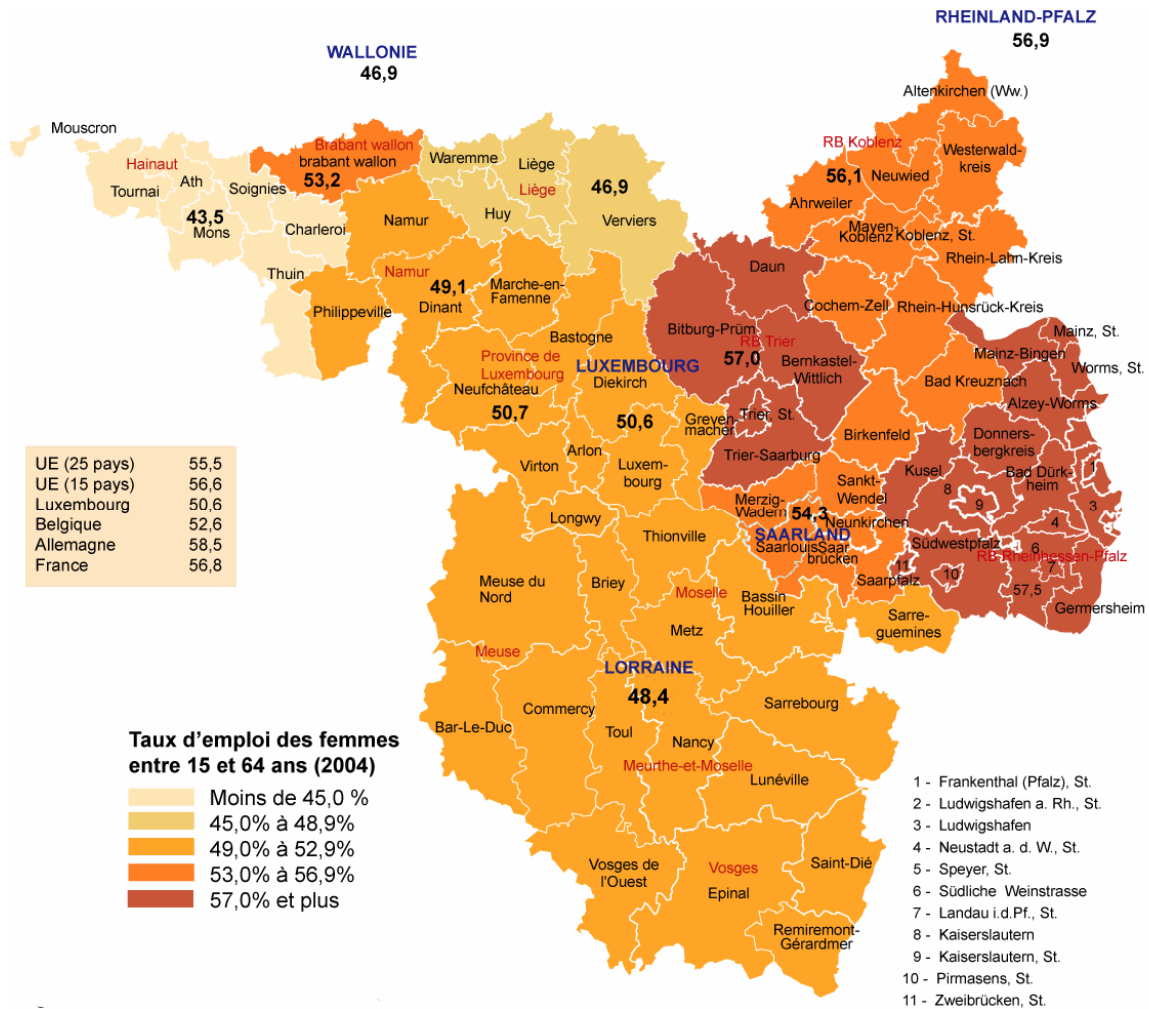 RHEINLAND-PFALZ
56,9
WALLONIE
46,9
Altenkirchen (Ww.)
Mouscron
Hainaut
Tournai
Ath
Soignies
43,5
Mons
Charleroi
Thuin
Brabant wallon
brabant wallon
53,2
Waremme
Liège
Liège
Huy
46,9
Verviers
RB Koblenz
Westerwald-
kreis
56,1
Neuwied
Ahrweiler
Mayen-
Koblenz
Koblenz, St.
Rhein-Lahn-Kreis
Namur
Namur
49,1
Dinant
Marche-en-
Famenne
Philippeville
Daun
Cochem-Zell
Rhein-Hunsrück-Kreis
Bitburg-Prüm
RB Trier
57,0
Bernkastel-
Wittlich
Mainz, St.
Mainz-Bingen
Worms, St.
Bad Kreuznach
Alzey-Worms
Bastogne
Province de
Luxembourg
Neufchâteau
50,7
LUXEMBOURG
Diekirch
50,6
Greven-
macher
Trier, St.
Trier-Saarburg
Birkenfeld
Donners-
bergkreis
Bad Dürk-
heim
1
Kusel
8
9
3
4
Virton
Arlon
Luxem-
bourg
Merzig-
Wadern
54,3
Sankt-
Wendel
Neunkirchen
SAARLAND
Saarlouis
Saar
brücken
Saarpfalz
Südwestpfalz
6
RB Rheinhessen-Pfalz
11
10
7
57,5
Germersheim
UE (25 pays) 55,5
UE (15 pays) 56,6
Luxembourg 50,6
Belgique 52,6
Allemagne 58,5
France 56,8
Longwy
Thionville
Meuse du
Nord
Briey
Moselle
Bassin
Houiller
Sarre-
guemines
Metz
Meuse
LORRAINE
48,4
Bar-Le-Duc
Commercy
Toul
Nancy
Sarrebourg
Meurthe-et-Moselle
Lunéville
Vosges de
l'Ouest
Vosges
Epinal
Saint-Dié
Remiremont-
Gérardmer
Taux d’emploi des femmes
entre 15 et 64 ans (2004)
Moins de 45,0 %
45,0% à 48,9%
49,0% à 52,9%
53,0% à 56,9%
57,0% et plus
1 - Frankenthal (Pfalz), St.
2 - Ludwigshafen a. Rh., St.
3 - Ludwigshafen
4 - Neustadt a. d. W., St.
5 - Speyer, St.
6 - Südliche Weinstrasse
7 - Landau i.d.Pf., St.
8 - Kaiserslautern
9 - Kaiserslautern, St.
10 - Pirmasens, St.
11 - Zweibrücken, St.